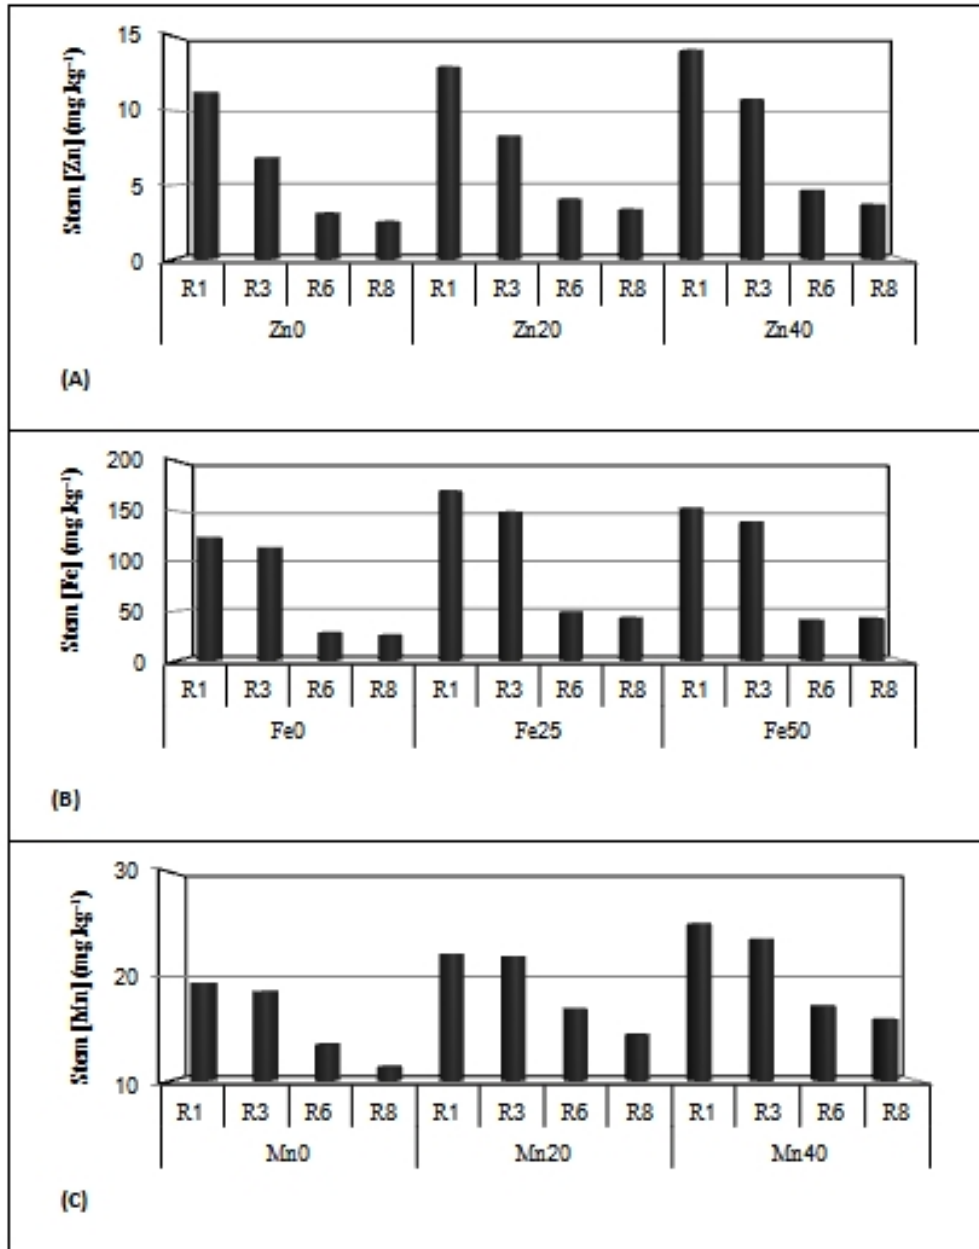 Stem [Zn] (mg kg⁻¹)
15
10
5
0
R1 R3 R6 R8 R1 R3 R6 R8 R1 R3 R6 R8
Zn0 Zn20 Zn40
(A)
Stem [Fe] (mg kg⁻¹)
200
150
100
50
0
R1 R3 R6 R8 R1 R3 R6 R8 R1 R3 R6 R8
Fe0 Fe25 Fe50
(B)
Stem [Mn] (mg kg⁻¹)
30
20
10
R1 R3 R6 R8 R1 R3 R6 R8 R1 R3 R6 R8
Mn0 Mn20 Mn40
(C)